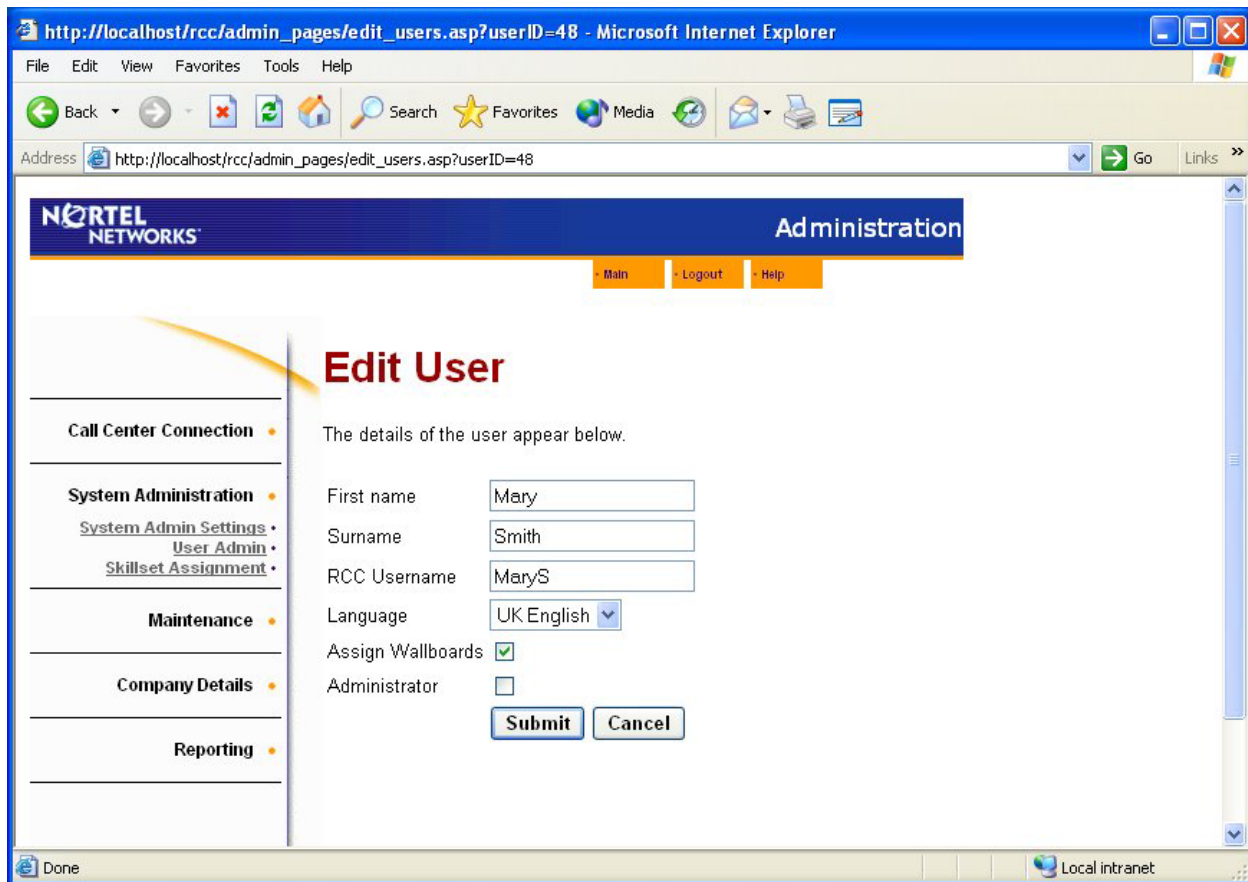 http://localhost/rcc/admin_pages/edit_users.asp?userID=48 - Microsoft Internet Explorer
File Edit View Favorites Tools Help
Back Search Favorites Media
Address http://localhost/rcc/admin_pages/edit_users.asp?userID=48 Go Links »
NORTEL
NETWORKS
Administration
Main Logout Help
Edit User
Call Center Connection
The details of the user appear below.
System Administration
System Admin Settings
User Admin
Skillset Assignment
Maintenance
Company Details
Reporting
First name Mary
Surname Smith
RCC Username MaryS
Language UK English
Assign Wallboards
Administrator
Submit Cancel
Done Local intranet